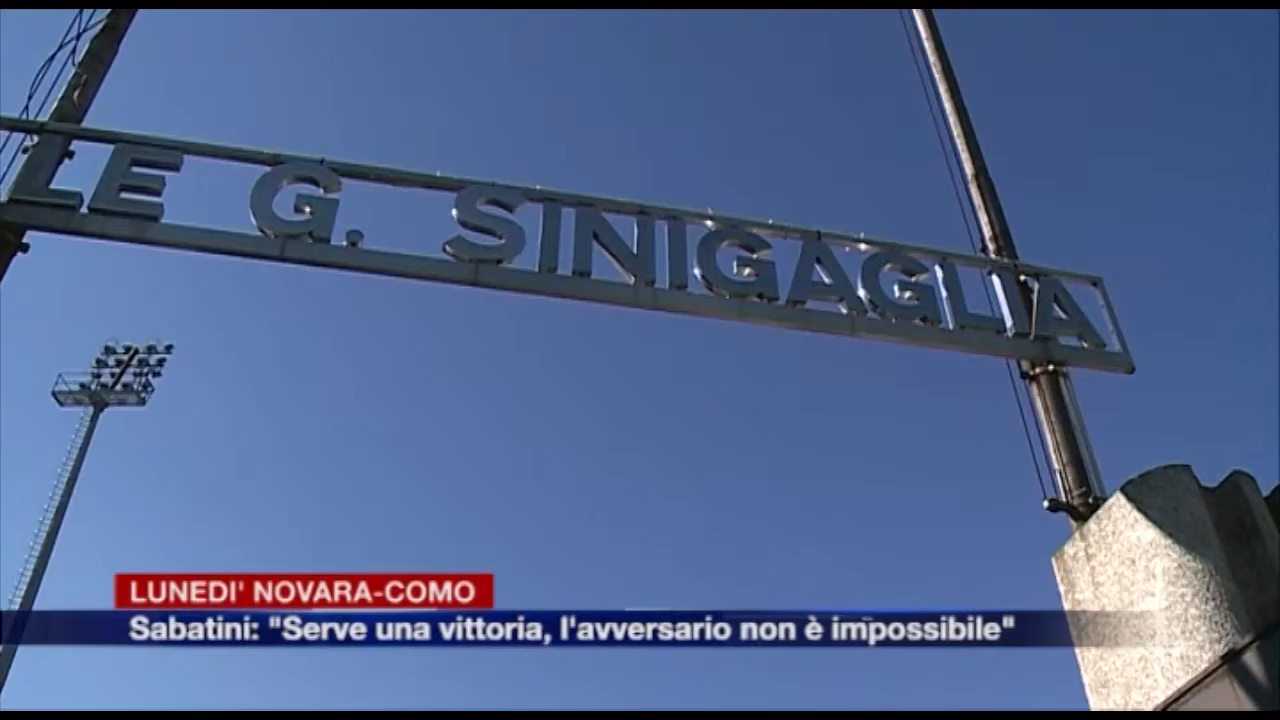 LE G. SINIGAGLIA
LUNEDI' NOVARA-COMO
Sabatini: "Serve una vittoria, l'avversario non è impossibile"